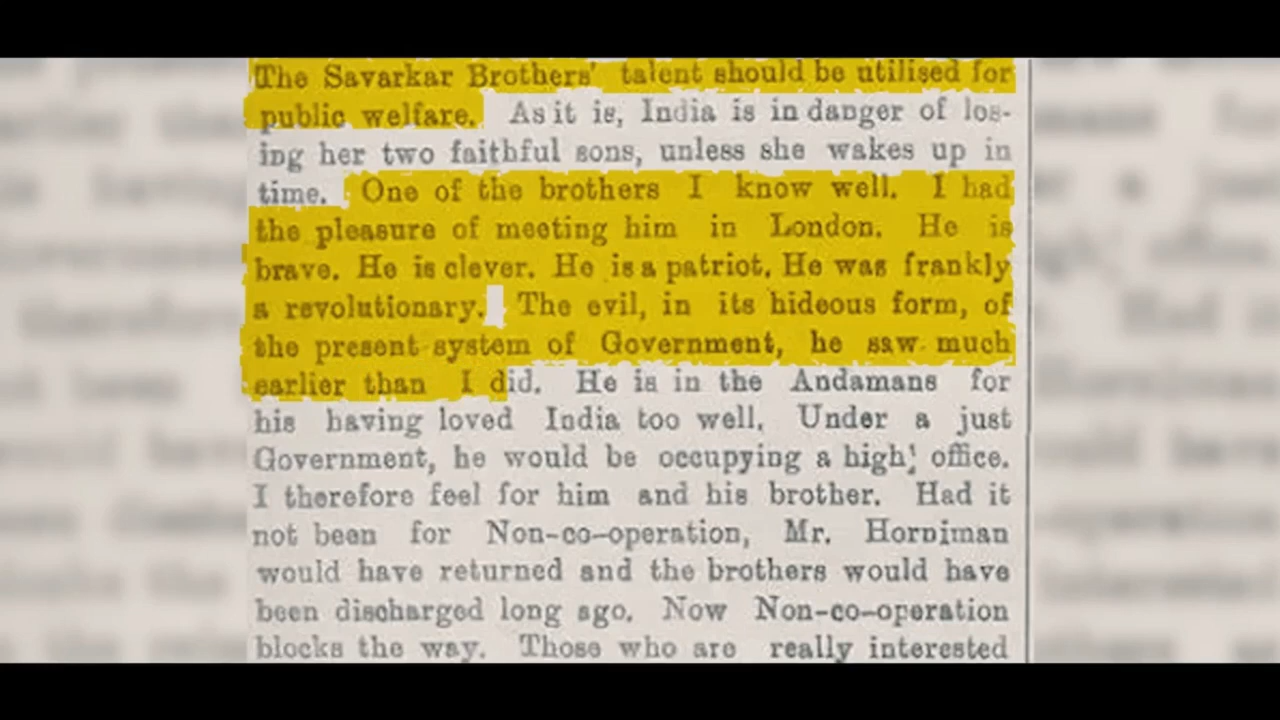 The Savarkar Brothers' talent should be utilised for
public welfare. As it is, India is in danger of los-
ing her two faithful sons, unless she wakes up in
time. One of the brothers I know well. I had
the pleasure of meeting him in London. He is
brave. He is clever. He is a patriot. He was frankly
a revolutionary. The evil, in its hideous form, of
the present system of Government, he saw much
earlier than I did. He is in the Andamans for
his having loved India too well. Under a just
Government, he would be occupying a high office.
I therefore feel for him and his brother. Had it
not been for Non-co-operation, Mr. Horniman
would have returned and the brothers would have
been discharged long ago. Now Non-co-operation
blocks the way. Those who are really interested